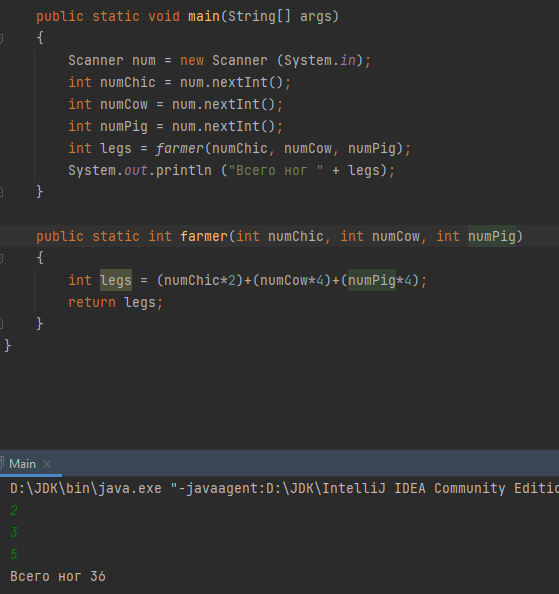 public static void main(String[] args)
{
Scanner num = new Scanner (System.in);
int numChic = num.nextInt();
int numCow = num.nextInt();
int numPig = num.nextInt();
int legs = farmer(numChic, numCow, numPig);
System.out.println ("Всего ног " + legs);
}
public static int farmer(int numChic, int numCow, int numPig)
{
int legs = (numChic*2)+(numCow*4)+(numPig*4);
return legs;
}
}
Main ×
D:\JDK\bin\java.exe "-javaagent:D:\JDK\IntelliJ IDEA Community Editio
2
3
5
Всего ног 36